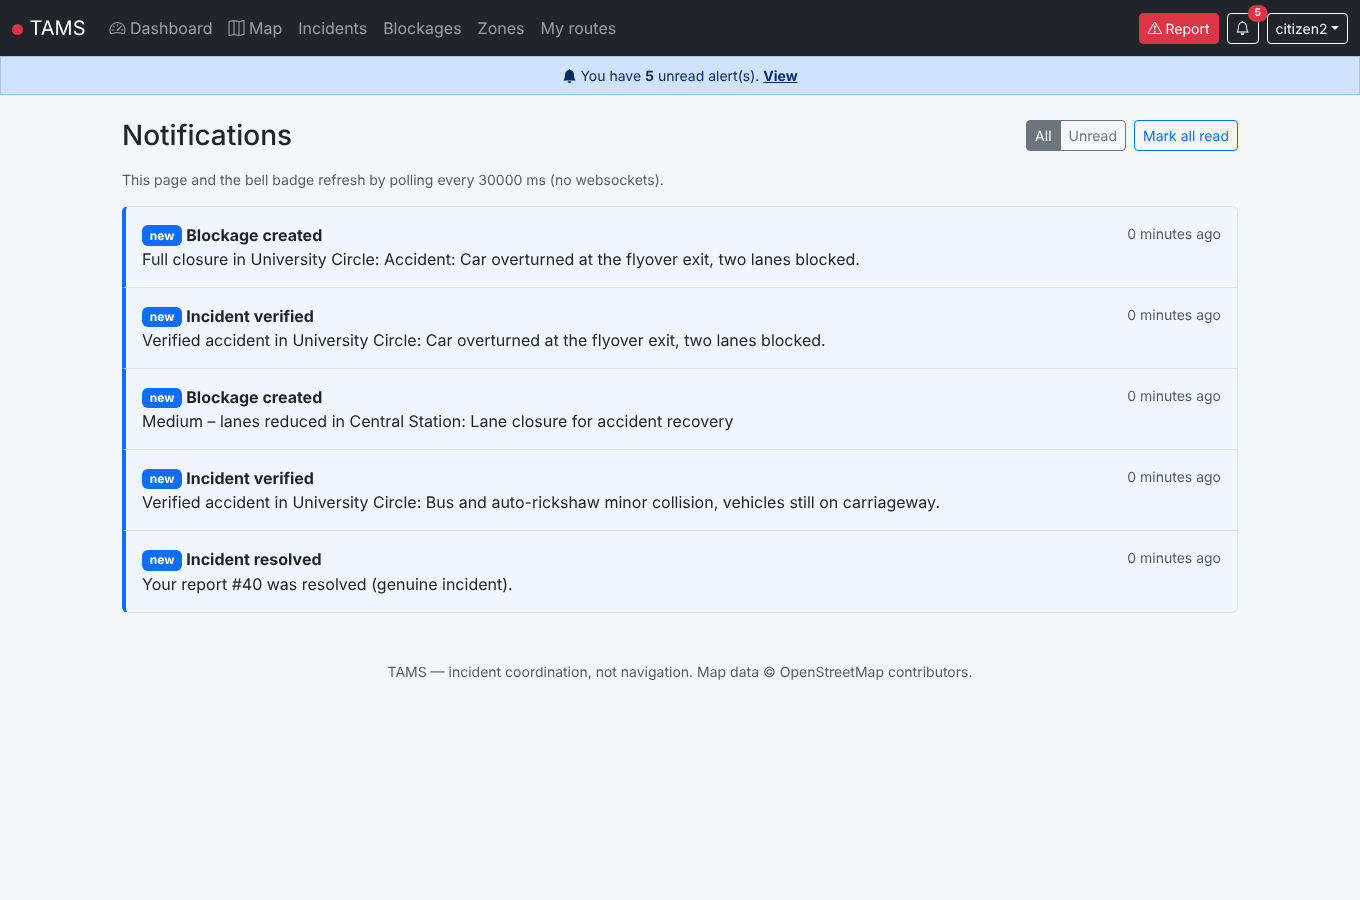 TAMS Dashboard Map Incidents Blockages Zones My routes Report 5 citizen2
You have 5 unread alert(s). View
Notifications All Unread Mark all read
This page and the bell badge refresh by polling every 30000 ms (no websockets).
new Blockage created 0 minutes ago
Full closure in University Circle: Accident: Car overturned at the flyover exit, two lanes blocked.
new Incident verified 0 minutes ago
Verified accident in University Circle: Car overturned at the flyover exit, two lanes blocked.
new Blockage created 0 minutes ago
Medium – lanes reduced in Central Station: Lane closure for accident recovery
new Incident verified 0 minutes ago
Verified accident in University Circle: Bus and auto-rickshaw minor collision, vehicles still on carriageway.
new Incident resolved 0 minutes ago
Your report #40 was resolved (genuine incident).
TAMS — incident coordination, not navigation. Map data © OpenStreetMap contributors.